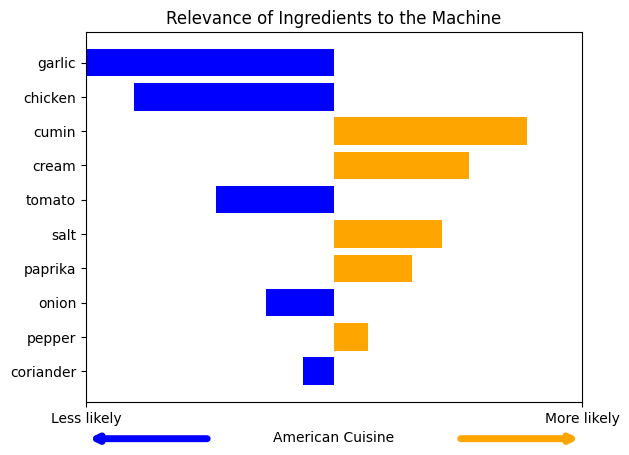 Relevance of Ingredients to the Machine
garlic
chicken
cumin
cream
tomato
salt
paprika
onion
pepper
coriander
Less likely
More likely
American Cuisine